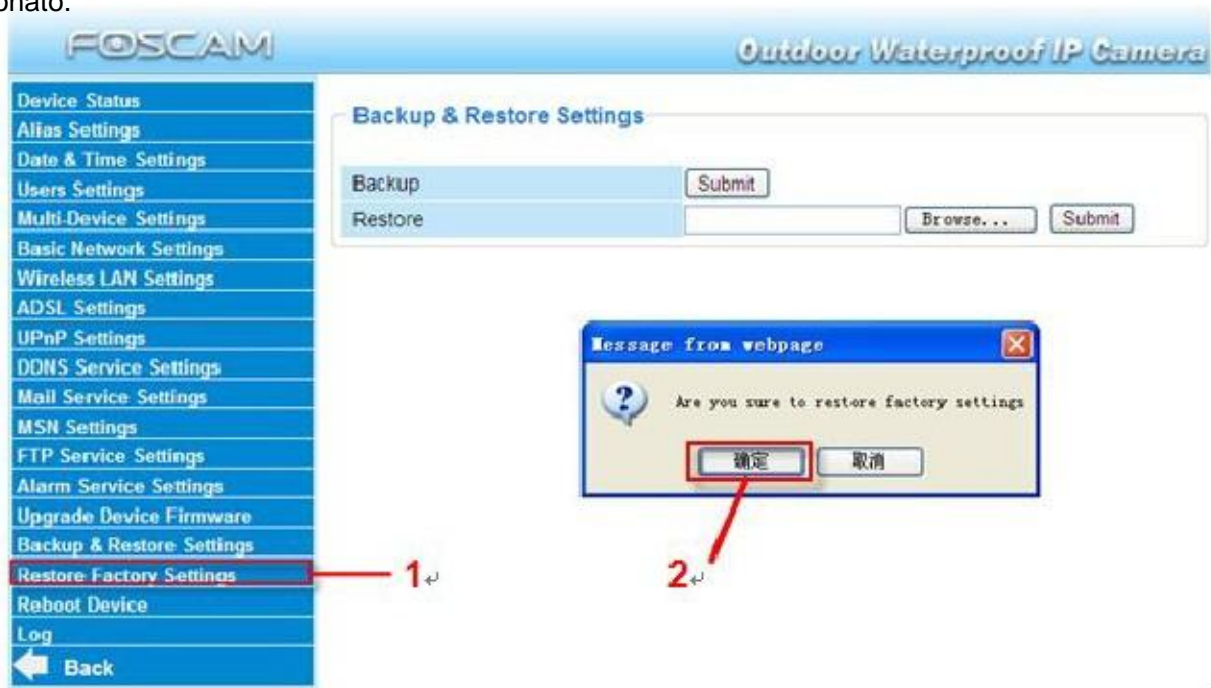 onato.
FOSCAM
Outdoor Waterproof IP Camera
Device Status
Alias Settings
Date & Time Settings
Users Settings
Multi-Device Settings
Basic Network Settings
Wireless LAN Settings
ADSL Settings
UPnP Settings
DDNS Service Settings
Mail Service Settings
MSN Settings
FTP Service Settings
Alarm Service Settings
Upgrade Device Firmware
Backup & Restore Settings
Restore Factory Settings
Reboot Device
Log
Back
Backup & Restore Settings
Backup Submit
Restore Browse... Submit
Message from webpage
Are you sure to restore factory settings
确定 取消
1
2